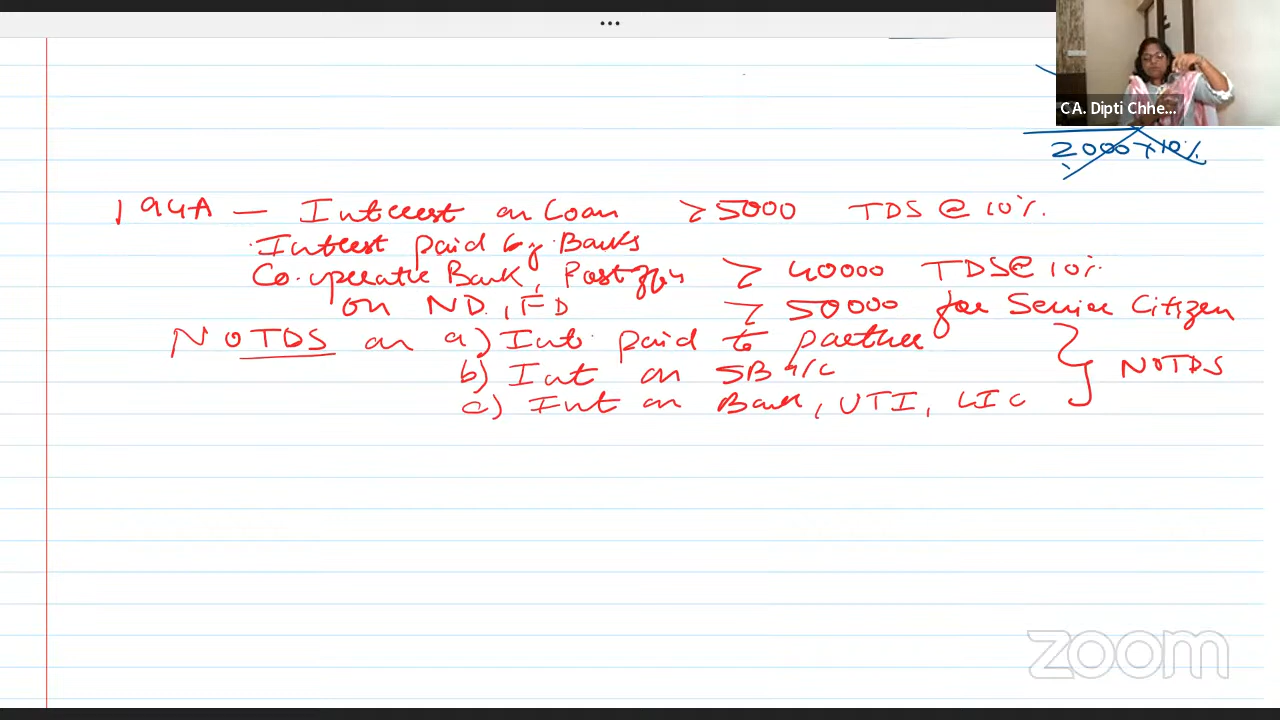 •••
CA. Dipti Chhe...
2000 × 10%
194A — Interest on Loan > 5000 TDS @ 10%.
Interest paid by Banks
Co-operative Bank, Post offis > 40000 TDS @ 10%.
on ND, FD > 50000 for Senior Citizen
NO TDS on a) Int. paid to partner
b) Int on SB A/C } NO TDS
c) Int on Bank, UTI, LIC
zoom